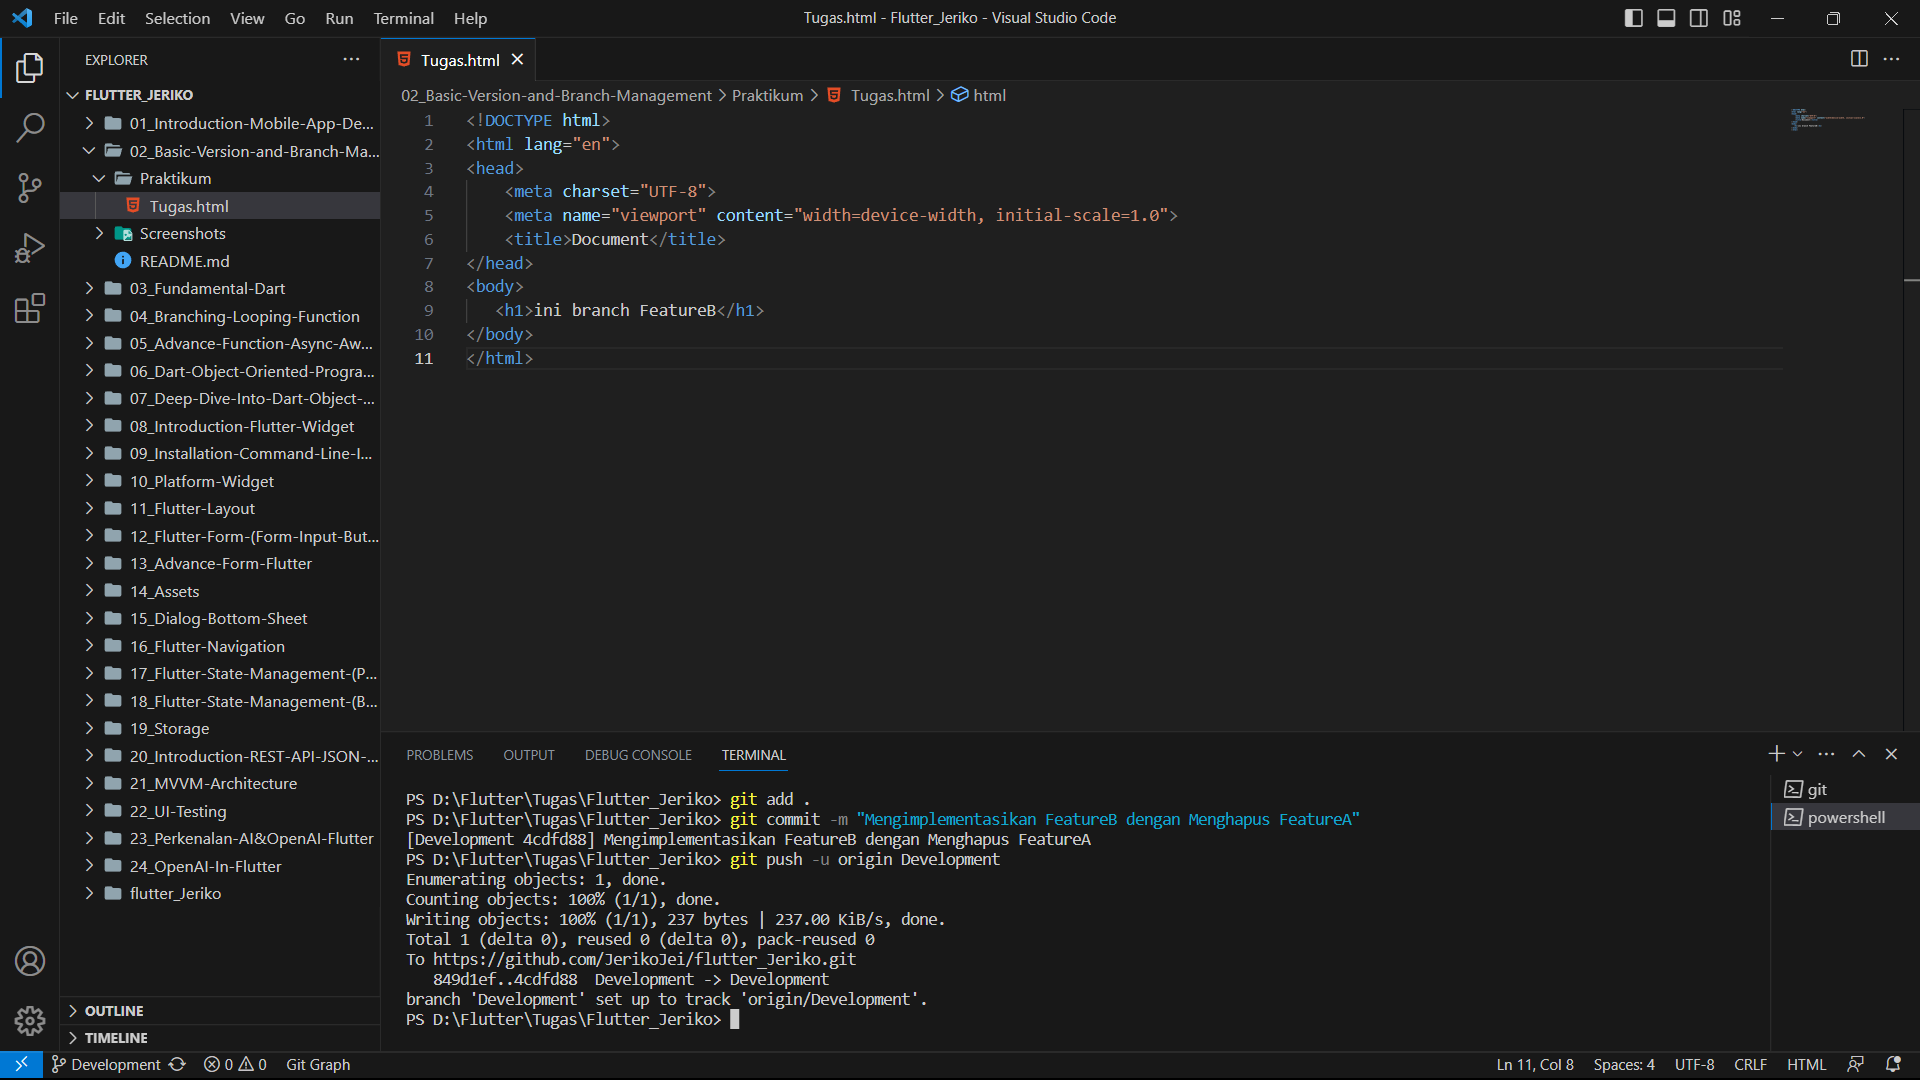 File Edit Selection View Go Run Terminal Help
Tugas.html - Flutter_Jeriko - Visual Studio Code
EXPLORER
FLUTTER_JERIKO
01_Introduction-Mobile-App-De...
02_Basic-Version-and-Branch-Ma...
Praktikum
Tugas.html
Screenshots
README.md
03_Fundamental-Dart
04_Branching-Looping-Function
05_Advance-Function-Async-Aw...
06_Dart-Object-Oriented-Progra...
07_Deep-Dive-Into-Dart-Object-...
08_Introduction-Flutter-Widget
09_Installation-Command-Line-I...
10_Platform-Widget
11_Flutter-Layout
12_Flutter-Form-(Form-Input-But...
13_Advance-Form-Flutter
14_Assets
15_Dialog-Bottom-Sheet
16_Flutter-Navigation
17_Flutter-State-Management-(P...
18_Flutter-State-Management-(B...
19_Storage
20_Introduction-REST-API-JSON-...
21_MVVM-Architecture
22_UI-Testing
23_Perkenalan-AI&OpenAI-Flutter
24_OpenAI-In-Flutter
flutter_Jeriko
OUTLINE
TIMELINE
Tugas.html
02_Basic-Version-and-Branch-Management > Praktikum > Tugas.html > html
1 <!DOCTYPE html>
2 <html lang="en">
3 <head>
4 <meta charset="UTF-8">
5 <meta name="viewport" content="width=device-width, initial-scale=1.0">
6 <title>Document</title>
7 </head>
8 <body>
9 <h1>ini branch FeatureB</h1>
10 </body>
11 </html>
PROBLEMS OUTPUT DEBUG CONSOLE TERMINAL
PS D:\Flutter\Tugas\Flutter_Jeriko> git add .
PS D:\Flutter\Tugas\Flutter_Jeriko> git commit -m "Mengimplementasikan FeatureB dengan Menghapus FeatureA"
[Development 4cdfd88] Mengimplementasikan FeatureB dengan Menghapus FeatureA
PS D:\Flutter\Tugas\Flutter_Jeriko> git push -u origin Development
Enumerating objects: 1, done.
Counting objects: 100% (1/1), done.
Writing objects: 100% (1/1), 237 bytes | 237.00 KiB/s, done.
Total 1 (delta 0), reused 0 (delta 0), pack-reused 0
To https://github.com/JerikoJei/flutter_Jeriko.git
849d1ef..4cdfd88 Development -> Development
branch 'Development' set up to track 'origin/Development'.
PS D:\Flutter\Tugas\Flutter_Jeriko>
git
powershell
Development 0 0 Git Graph
Ln 11, Col 8 Spaces: 4 UTF-8 CRLF HTML